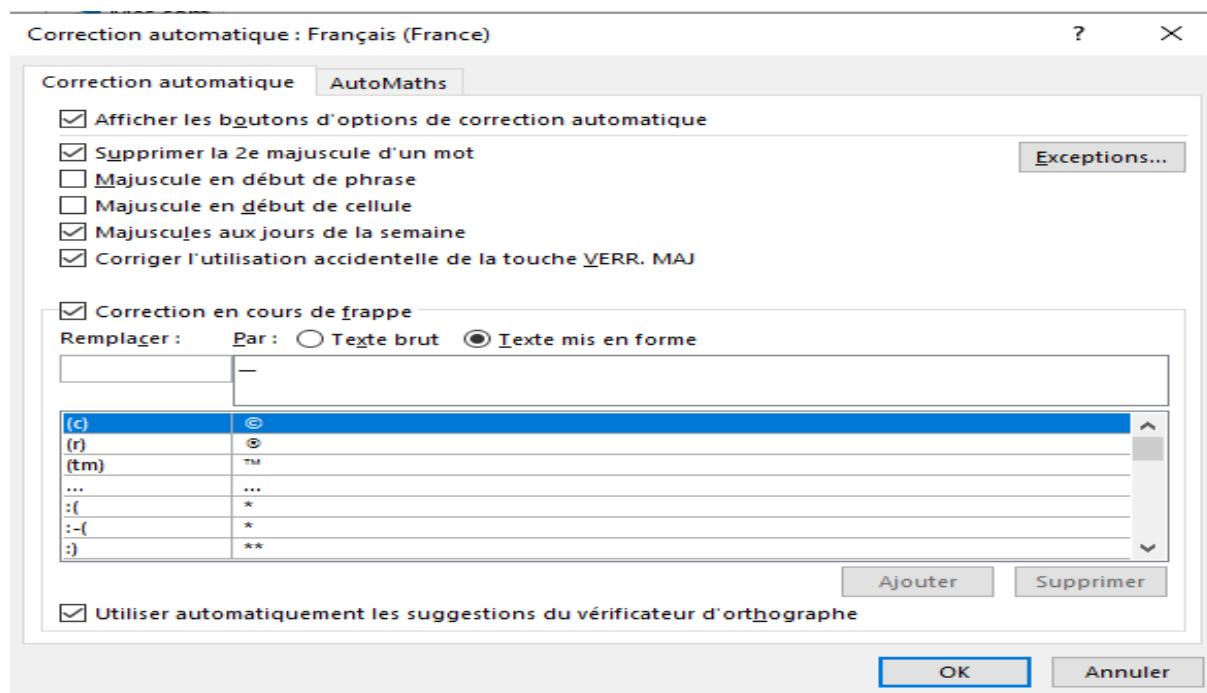 Correction automatique : Français (France) ?
Correction automatique AutoMaths
Afficher les boutons d'options de correction automatique
Supprimer la 2e majuscule d'un mot Exceptions...
Majuscule en début de phrase
Majuscule en début de cellule
Majuscules aux jours de la semaine
Corriger l'utilisation accidentelle de la touche VERR. MAJ
Correction en cours de frappe
Remplacer : Par : Texte brut Texte mis en forme
—
(c) ©
(r) ®
(tm) ™
... ...
:( *
:-( *
:) **
Ajouter Supprimer
Utiliser automatiquement les suggestions du vérificateur d'orthographe
OK Annuler